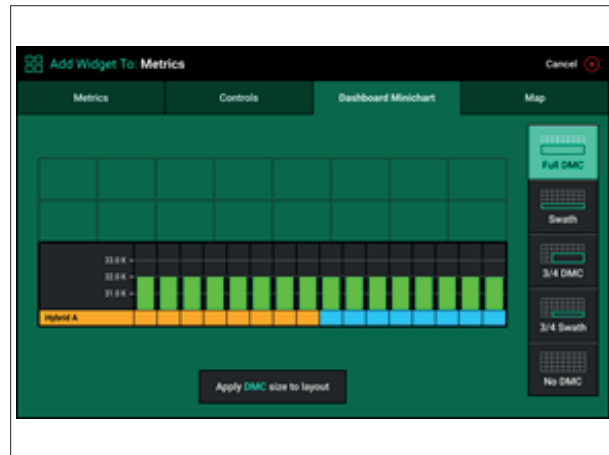 Add Widget To: Metrics
Cancel
Metrics
Controls
Dashboard Minichart
Map
Full DMC
Swath
3/4 DMC
3/4 Swath
No DMC
33.0 K
32.0 K
31.0 K
Hybrid A
Apply DMC size to layout